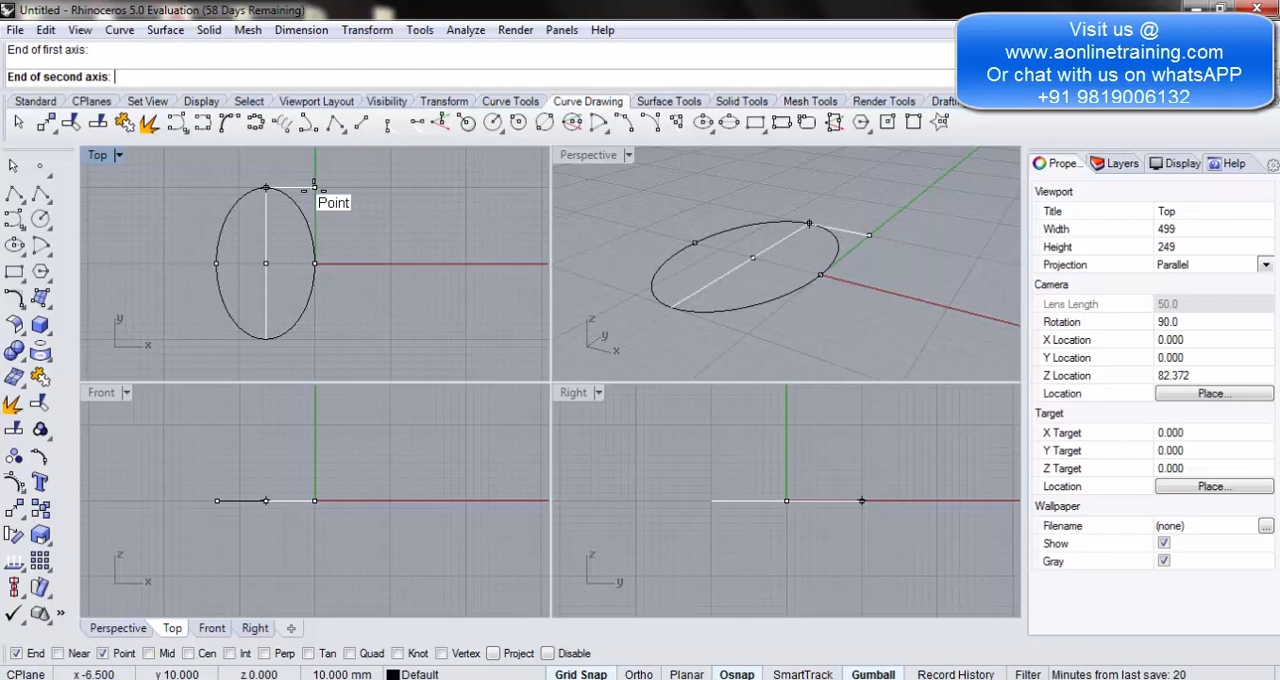 Untitled - Rhinoceros 5.0 Evaluation (58 Days Remaining)
File Edit View Curve Surface Solid Mesh Dimension Transform Tools Analyze Render Panels Help
Visit us @
www.aonlinetraining.com
Or chat with us on whatsAPP
+91 9819006132
End of first axis:
End of second axis:
Standard CPlanes Set View Display Select Viewport Layout Visibility Transform Curve Tools Curve Drawing Surface Tools Solid Tools Mesh Tools Render Tools Drafti
Top
Point
y
x
Perspective
z
y
x
Front
z
x
Right
z
y
Prope... Layers Display Help
Viewport
Title Top
Width 499
Height 249
Projection Parallel
Camera
Lens Length 50.0
Rotation 90.0
X Location 0.000
Y Location 0.000
Z Location 82.372
Location Place...
Target
X Target 0.000
Y Target 0.000
Z Target 0.000
Location Place...
Wallpaper
Filename (none) ...
Show
Gray
Perspective Top Front Right
End Near Point Mid Cen Int Perp Tan Quad Knot Vertex Project Disable
CPlane x -6.500 y 10.000 z 0.000 10.000 mm Default Grid Snap Ortho Planar Osnap SmartTrack Gumball Record History Filter Minutes from last save: 20